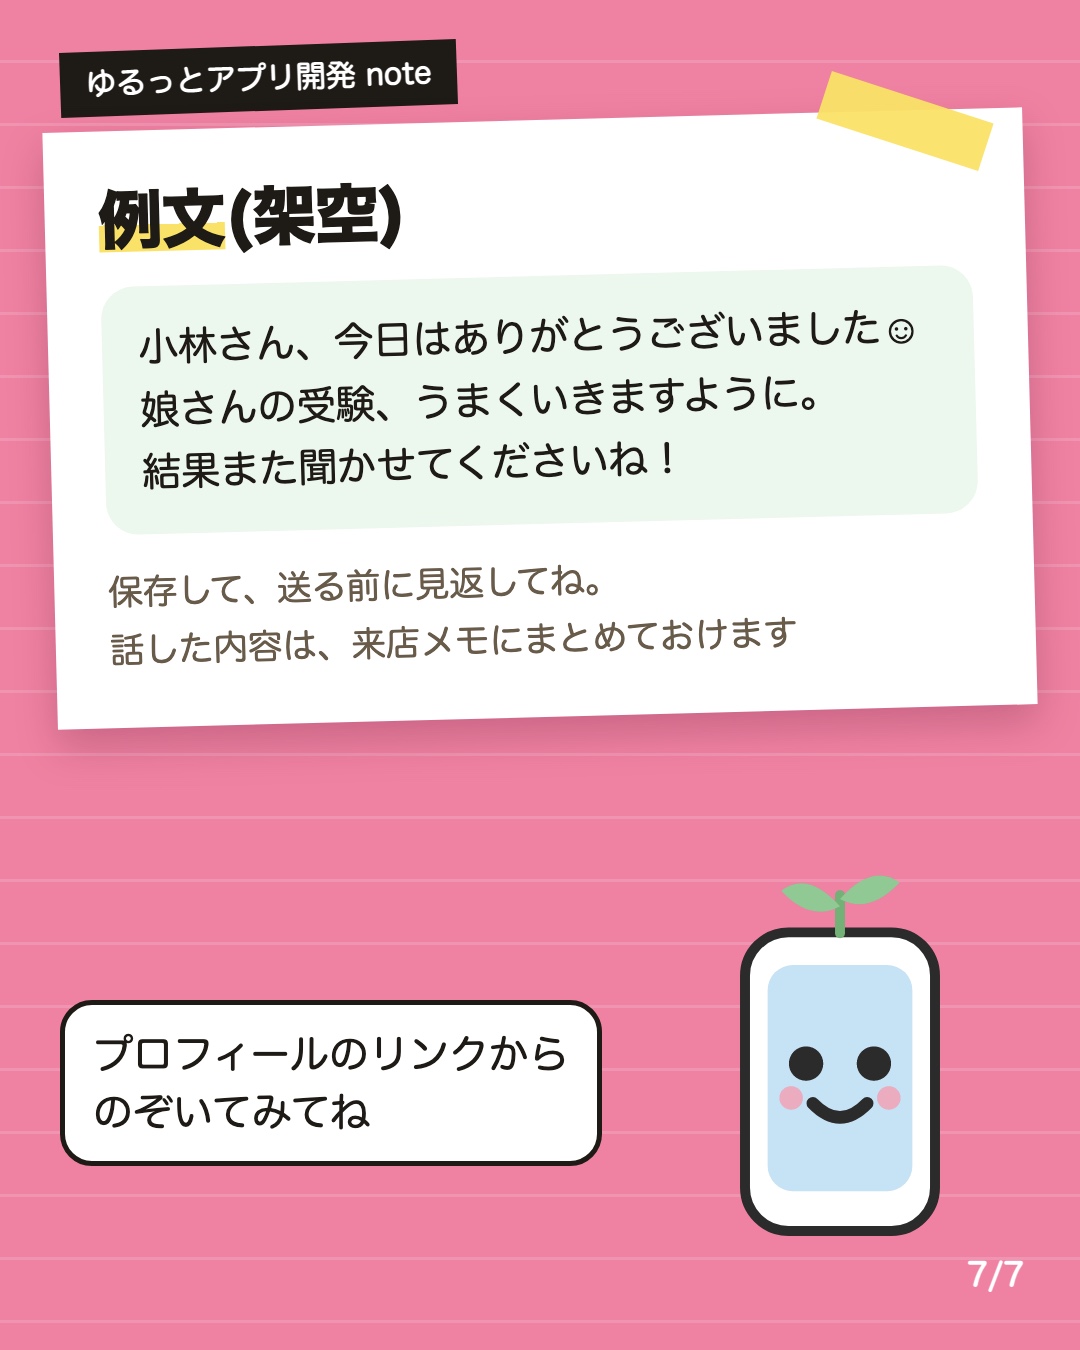 ゆるっとアプリ開発 note
例文(架空)
小林さん、今日はありがとうございました☺
娘さんの受験、うまくいきますように。
結果また聞かせてくださいね！
保存して、送る前に見返してね。
話した内容は、来店メモにまとめておけます
プロフィールのリンクから
のぞいてみてね
7/7